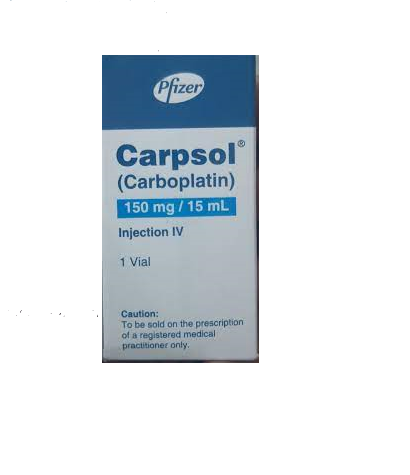 Pfizer
Carpsol®
(Carboplatin)
150 mg / 15 mL
Injection IV
1 Vial
Caution:
To be sold on the prescription
of a registered medical
practitioner only.